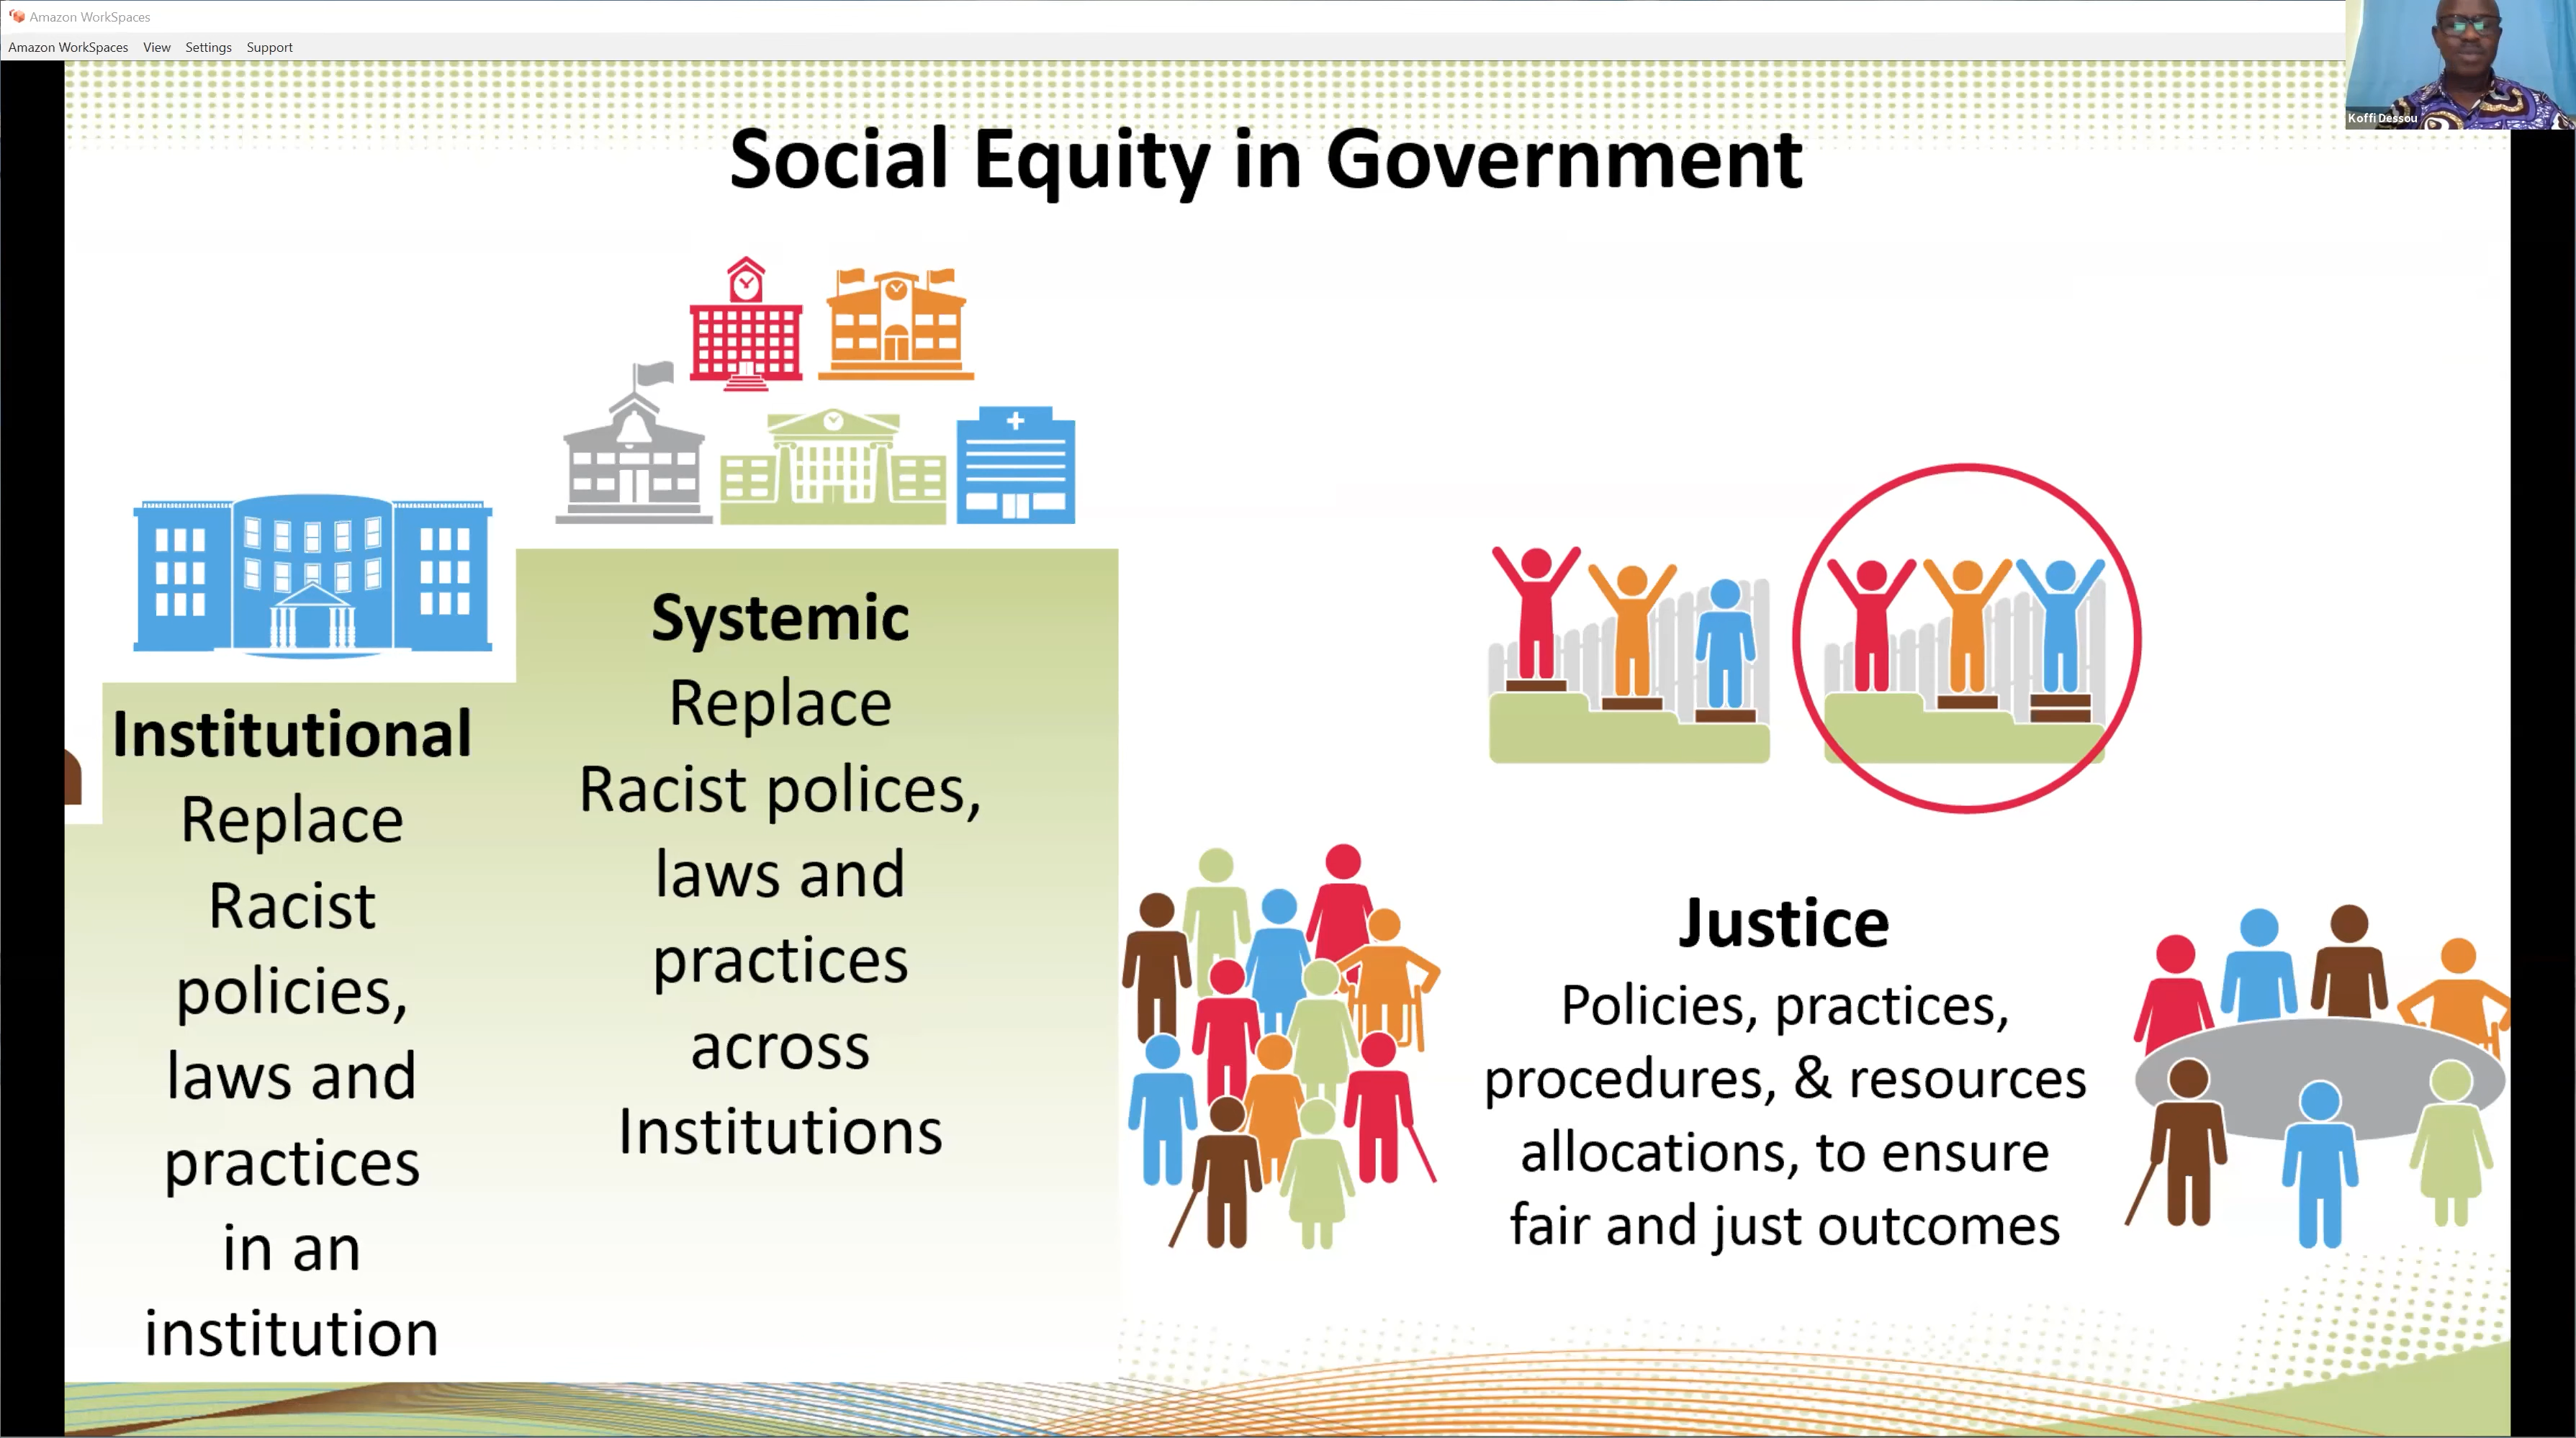 Amazon WorkSpaces
Amazon WorkSpaces View Settings Support
Koffi Dessou
Social Equity in Government
Institutional
Replace
Racist
policies,
laws and
practices
in an
institution
Systemic
Replace
Racist polices,
laws and
practices
across
Institutions
Justice
Policies, practices,
procedures, & resources
allocations, to ensure
fair and just outcomes